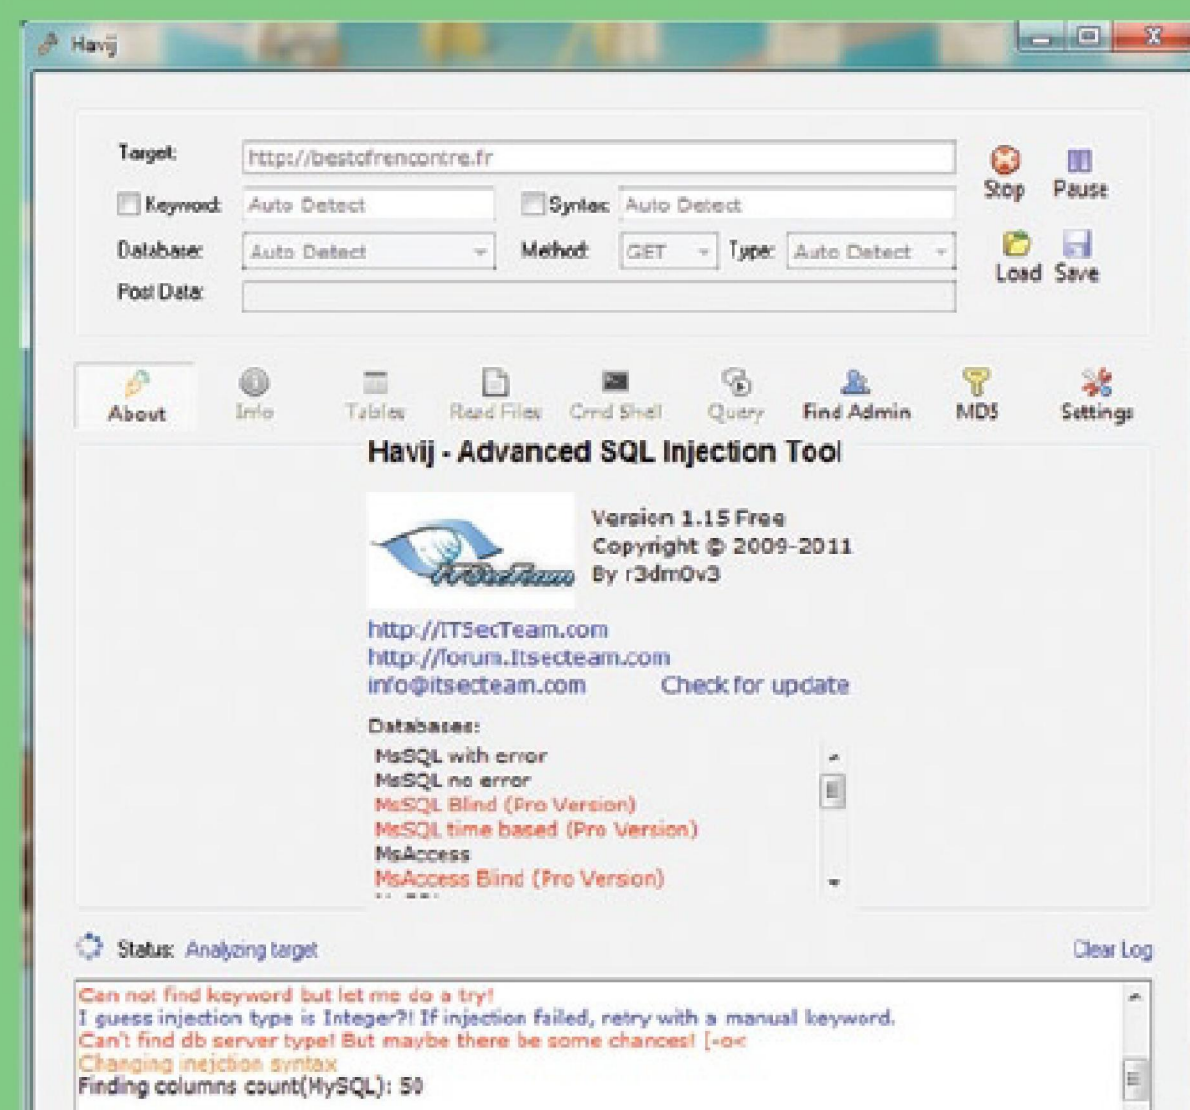 Havij
Target: http://bestofrencontre.fr
Stop Pause
Keyword: Auto Detect Syntax: Auto Detect
Database: Auto Detect Method: GET Type: Auto Detect
Load Save
Post Data:
About Info Tables Read Files Cmd Shell Query Find Admin MD5 Settings
Havij - Advanced SQL Injection Tool
ITSecTeam
Version 1.15 Free
Copyright © 2009-2011
By r3dm0v3
http://ITSecTeam.com
http://forum.itsecteam.com
info@itsecteam.com Check for update
Databases:
MsSQL with error
MsSQL no error
MsSQL Blind (Pro Version)
MsSQL time based (Pro Version)
MsAccess
MsAccess Blind (Pro Version)
Status: Analyzing target Clear Log
Can not find keyword but let me do a try!
I guess injection type is Integer?! If injection failed, retry with a manual keyword.
Can't find db server type! But maybe there be some chances! [-o<
Changing inejction syntax
Finding columns count(MySQL): 50